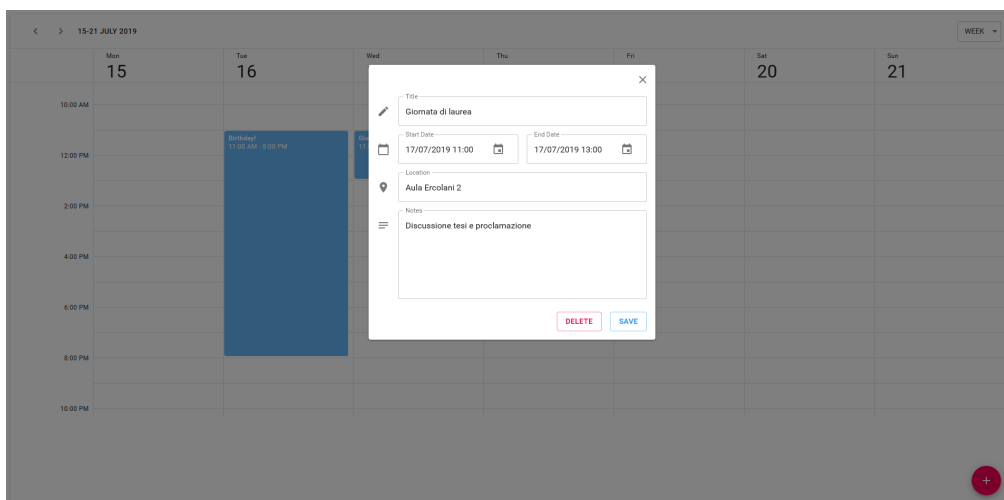 15-21 JULY 2019
WEEK
Mon
Tue
Wed
Thu
Fri
Sat
Sun
15
16
20
21
10:00 AM
12:00 PM
2:00 PM
4:00 PM
6:00 PM
8:00 PM
10:00 PM
Birthday!
11:00 AM - 8:00 PM
Gio
11:
Title
Giornata di laurea
Start Date
End Date
17/07/2019 11:00
17/07/2019 13:00
Location
Aula Ercolani 2
Notes
Discussione tesi e proclamazione
DELETE
SAVE